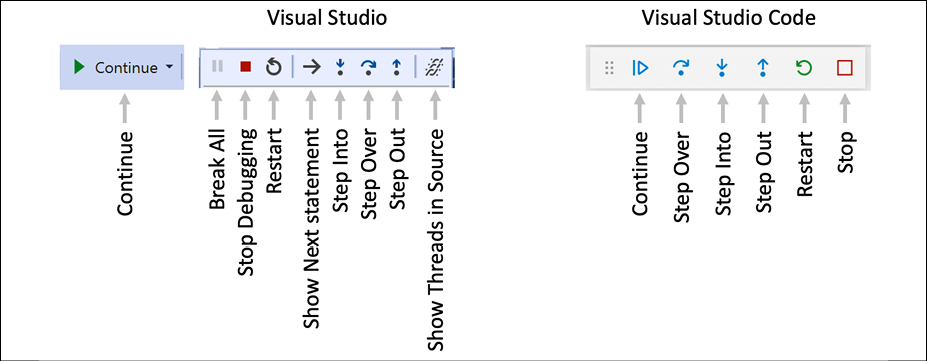 Visual Studio
Visual Studio Code
Continue
Continue
Break All
Stop Debugging
Restart
Show Next statement
Step Into
Step Over
Step Out
Show Threads in Source
Continue
Step Over
Step Into
Step Out
Restart
Stop